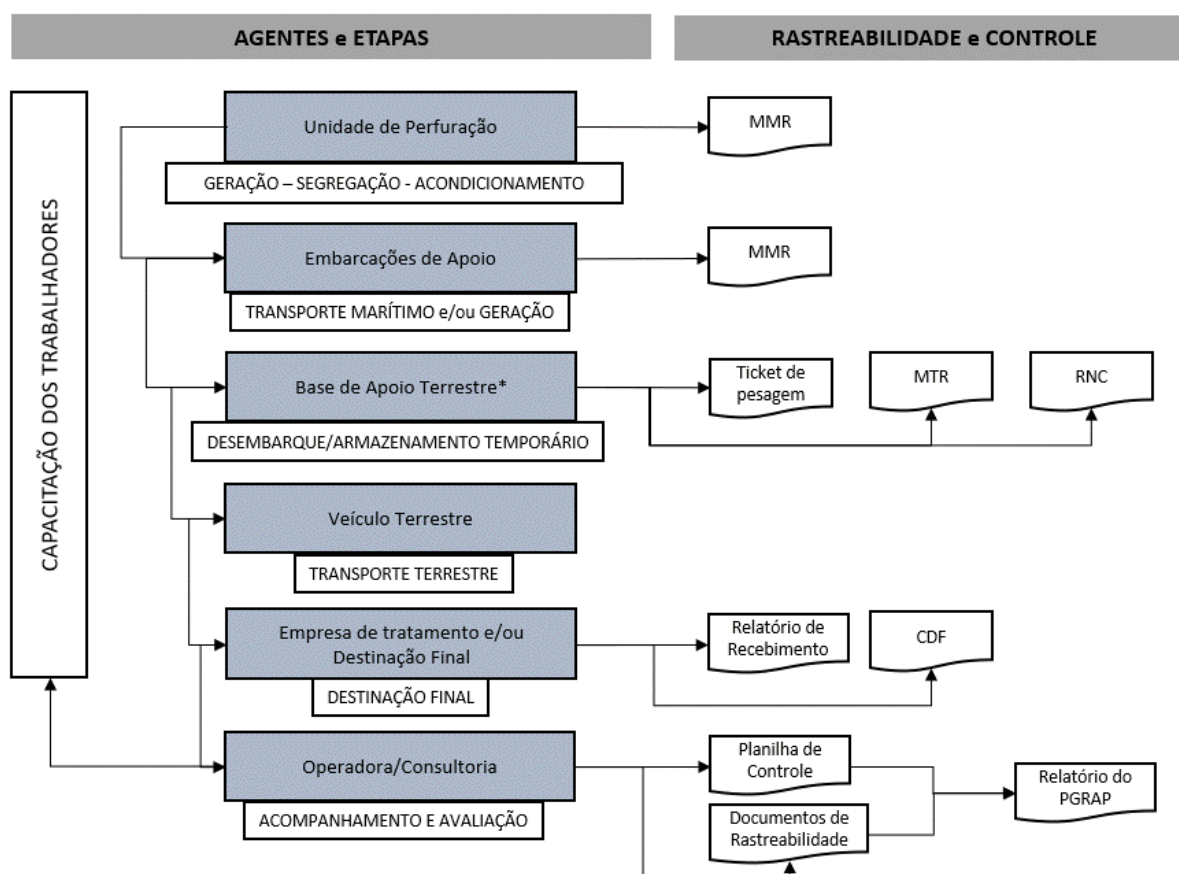 AGENTES e ETAPAS
RASTREABILIDADE e CONTROLE
CAPACITAÇÃO DOS TRABALHADORES
Unidade de Perfuração
MMR
GERAÇÃO – SEGREGAÇÃO - ACONDICIONAMENTO
Embarcações de Apoio
MMR
TRANSPORTE MARÍTIMO e/ou GERAÇÃO
Base de Apoio Terrestre*
Ticket de
pesagem
MTR
RNC
DESEMBARQUE/ARMAZENAMENTO TEMPORÁRIO
Veículo Terrestre
TRANSPORTE TERRESTRE
Empresa de tratamento e/ou
Destinação Final
Relatório de
Recebimento
CDF
DESTINAÇÃO FINAL
Operadora/Consultoria
Planilha de
Controle
Relatório do
PGRAP
ACOMPANHAMENTO E AVALIAÇÃO
Documentos de
Rastreabilidade